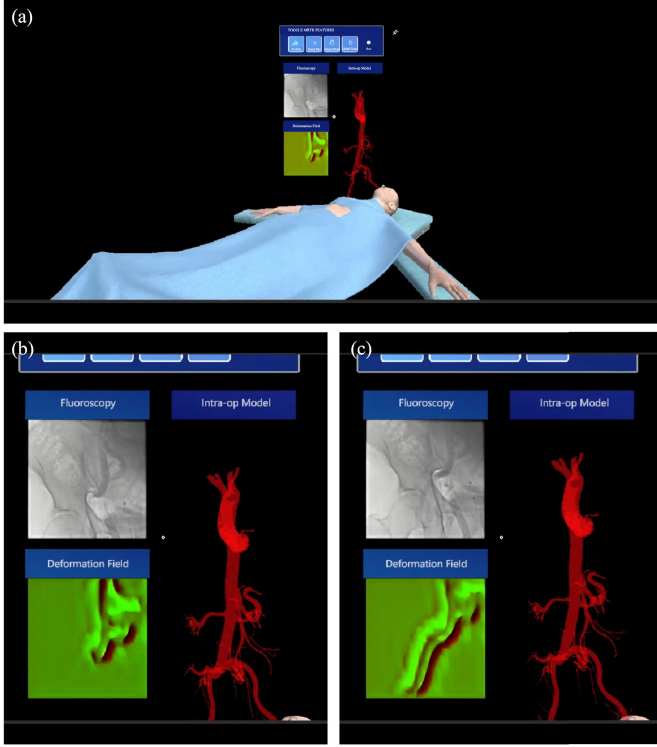 (a)
TOGGLE MRTK FEATURES
Fluoroscopy
Intra-op Model
Deformation Field
(b)
(c)
Fluoroscopy
Intra-op Model
Fluoroscopy
Intra-op Model
Deformation Field
Deformation Field